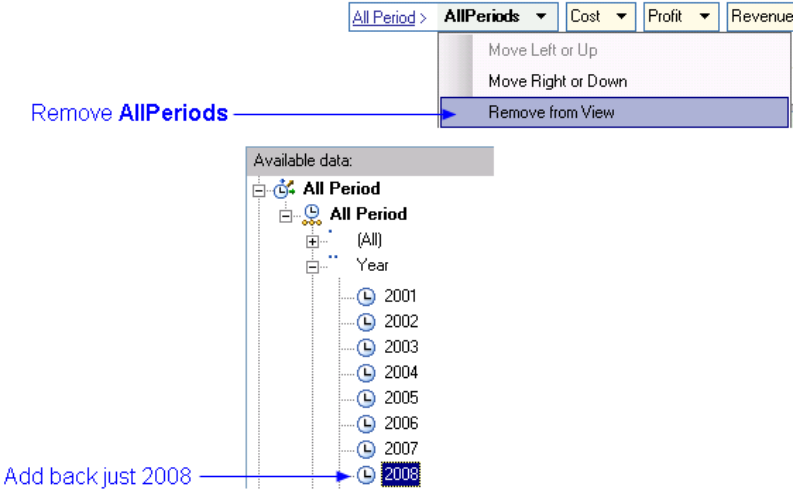 All Period > AllPeriods Cost Profit Revenue
Move Left or Up
Move Right or Down
Remove AllPeriods Remove from View
Available data:
All Period
All Period
(All)
Year
2001
2002
2003
2004
2005
2006
2007
Add back just 2008 2008